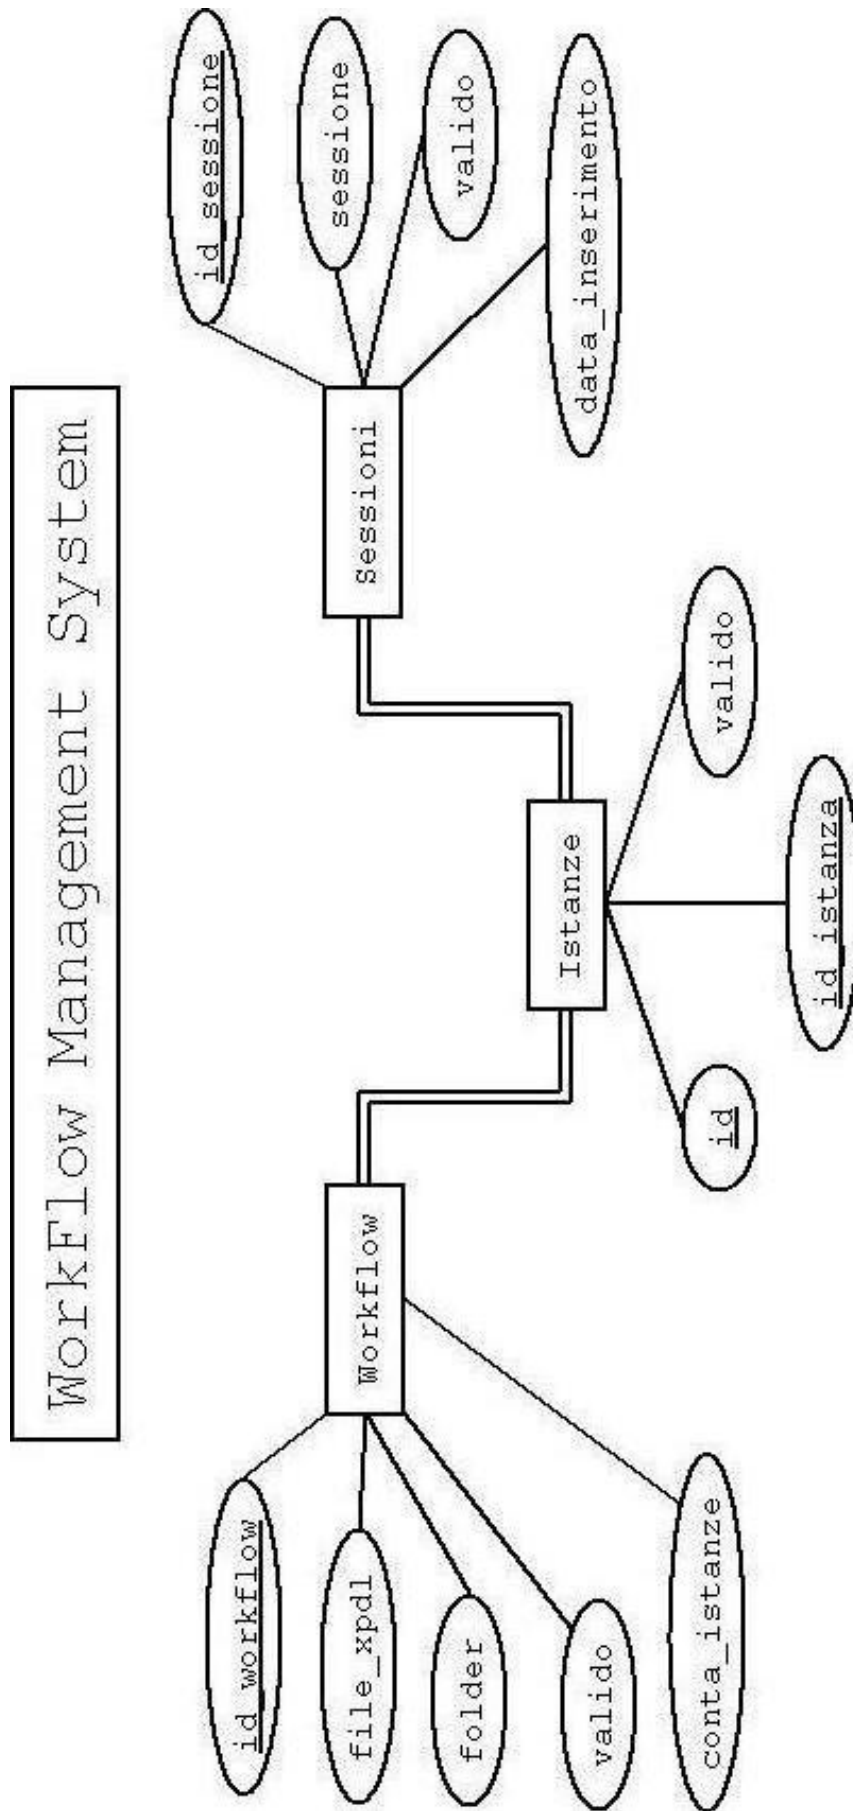 WorkFlow Management System
id_workflow
file_xpdl
folder
valido
conta_istanze
Workflow
Istanze
id
id_istanza
valido
Sessioni
id_sessione
sessione
valido
data_inserimento